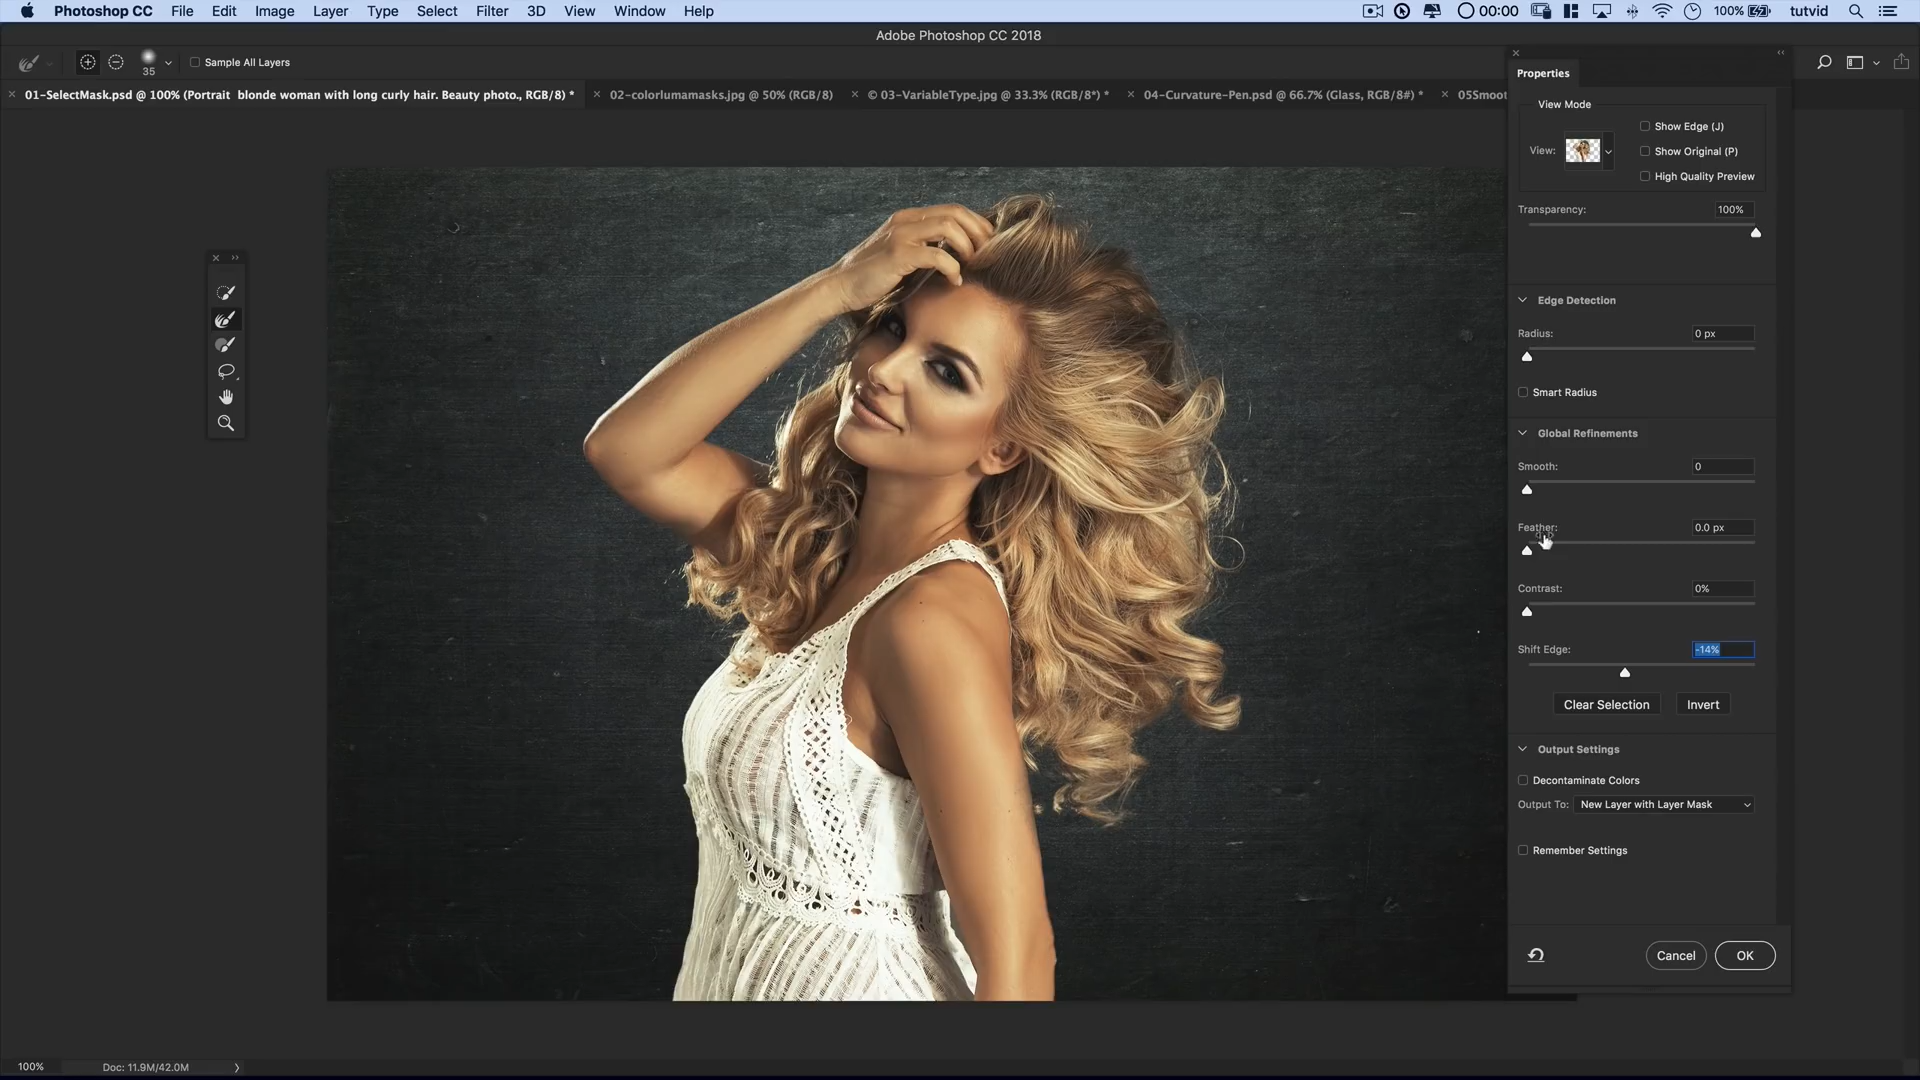 Photoshop CC File Edit Image Layer Type Select Filter 3D View Window Help 00:00 100% tutvid
Adobe Photoshop CC 2018
35 Sample All Layers
01-SelectMask.psd @ 100% (Portrait blonde woman with long curly hair. Beauty photo., RGB/8) * 02-colorlumamasks.jpg @ 50% (RGB/8) © 03-VariableType.jpg @ 33.3% (RGB/8*) * 04-Curvature-Pen.psd @ 66.7% (Glass, RGB/8#) * 05Smoot
Properties
View Mode
Show Edge (J)
View:
Show Original (P)
High Quality Preview
Transparency: 100%
Edge Detection
Radius: 0 px
Smart Radius
Global Refinements
Smooth: 0
Feather: 0.0 px
Contrast: 0%
Shift Edge: -14%
Clear Selection Invert
Output Settings
Decontaminate Colors
Output To: New Layer with Layer Mask
Remember Settings
Cancel OK
100% Doc: 11.9M/42.0M